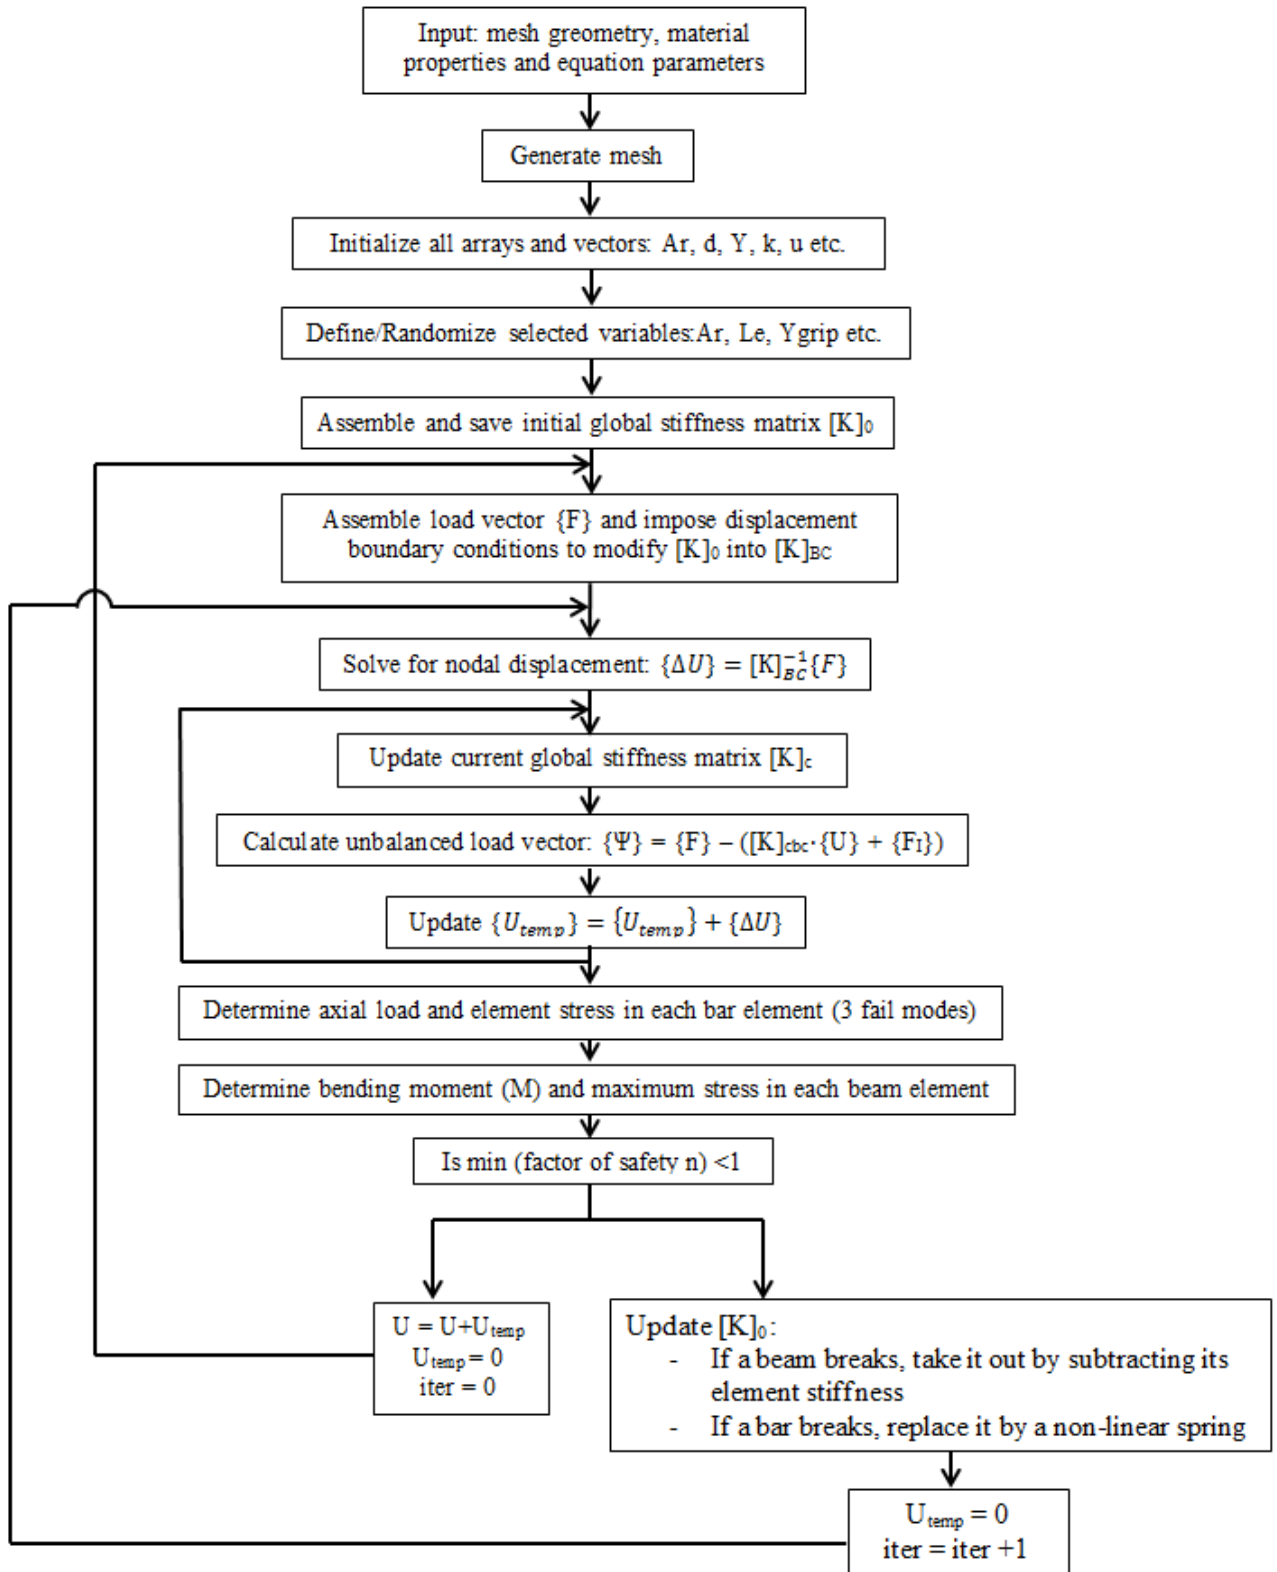 Input: mesh greometry, material
properties and equation parameters
Generate mesh
Initialize all arrays and vectors: Ar, d, Y, k, u etc.
Define/Randomize selected variables:Ar, Le, Ygrip etc.
Assemble and save initial global stiffness matrix [K]₀
Assemble load vector {F} and impose displacement
boundary conditions to modify [K]₀ into [K]BC
Solve for nodal displacement: {ΔU} = [K]⁻¹BC{F}
Update current global stiffness matrix [K]c
Calculate unbalanced load vector: {Ψ} = {F} – ([K]cbc·{U} + {FI})
Update {Utemp} = {Utemp} + {ΔU}
Determine axial load and element stress in each bar element (3 fail modes)
Determine bending moment (M) and maximum stress in each beam element
Is min (factor of safety n) <1
U = U+Utemp
Utemp = 0
iter = 0
Update [K]₀:
- If a beam breaks, take it out by subtracting its
element stiffness
- If a bar breaks, replace it by a non-linear spring
Utemp = 0
iter = iter +1